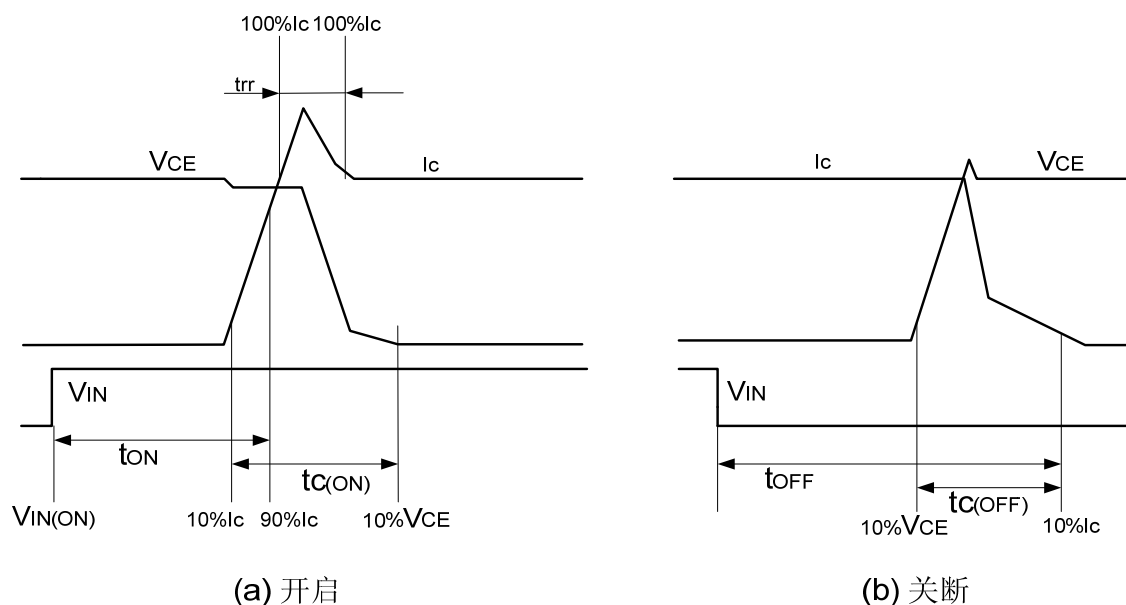 100%Ic 100%Ic
trr
VCE
Ic
VIN
tON
tC(ON)
VIN(ON)
10%Ic
90%Ic
10%VCE
(a) 开启
Ic
VCE
VIN
tOFF
tC(OFF)
10%VCE
10%Ic
(b) 关断